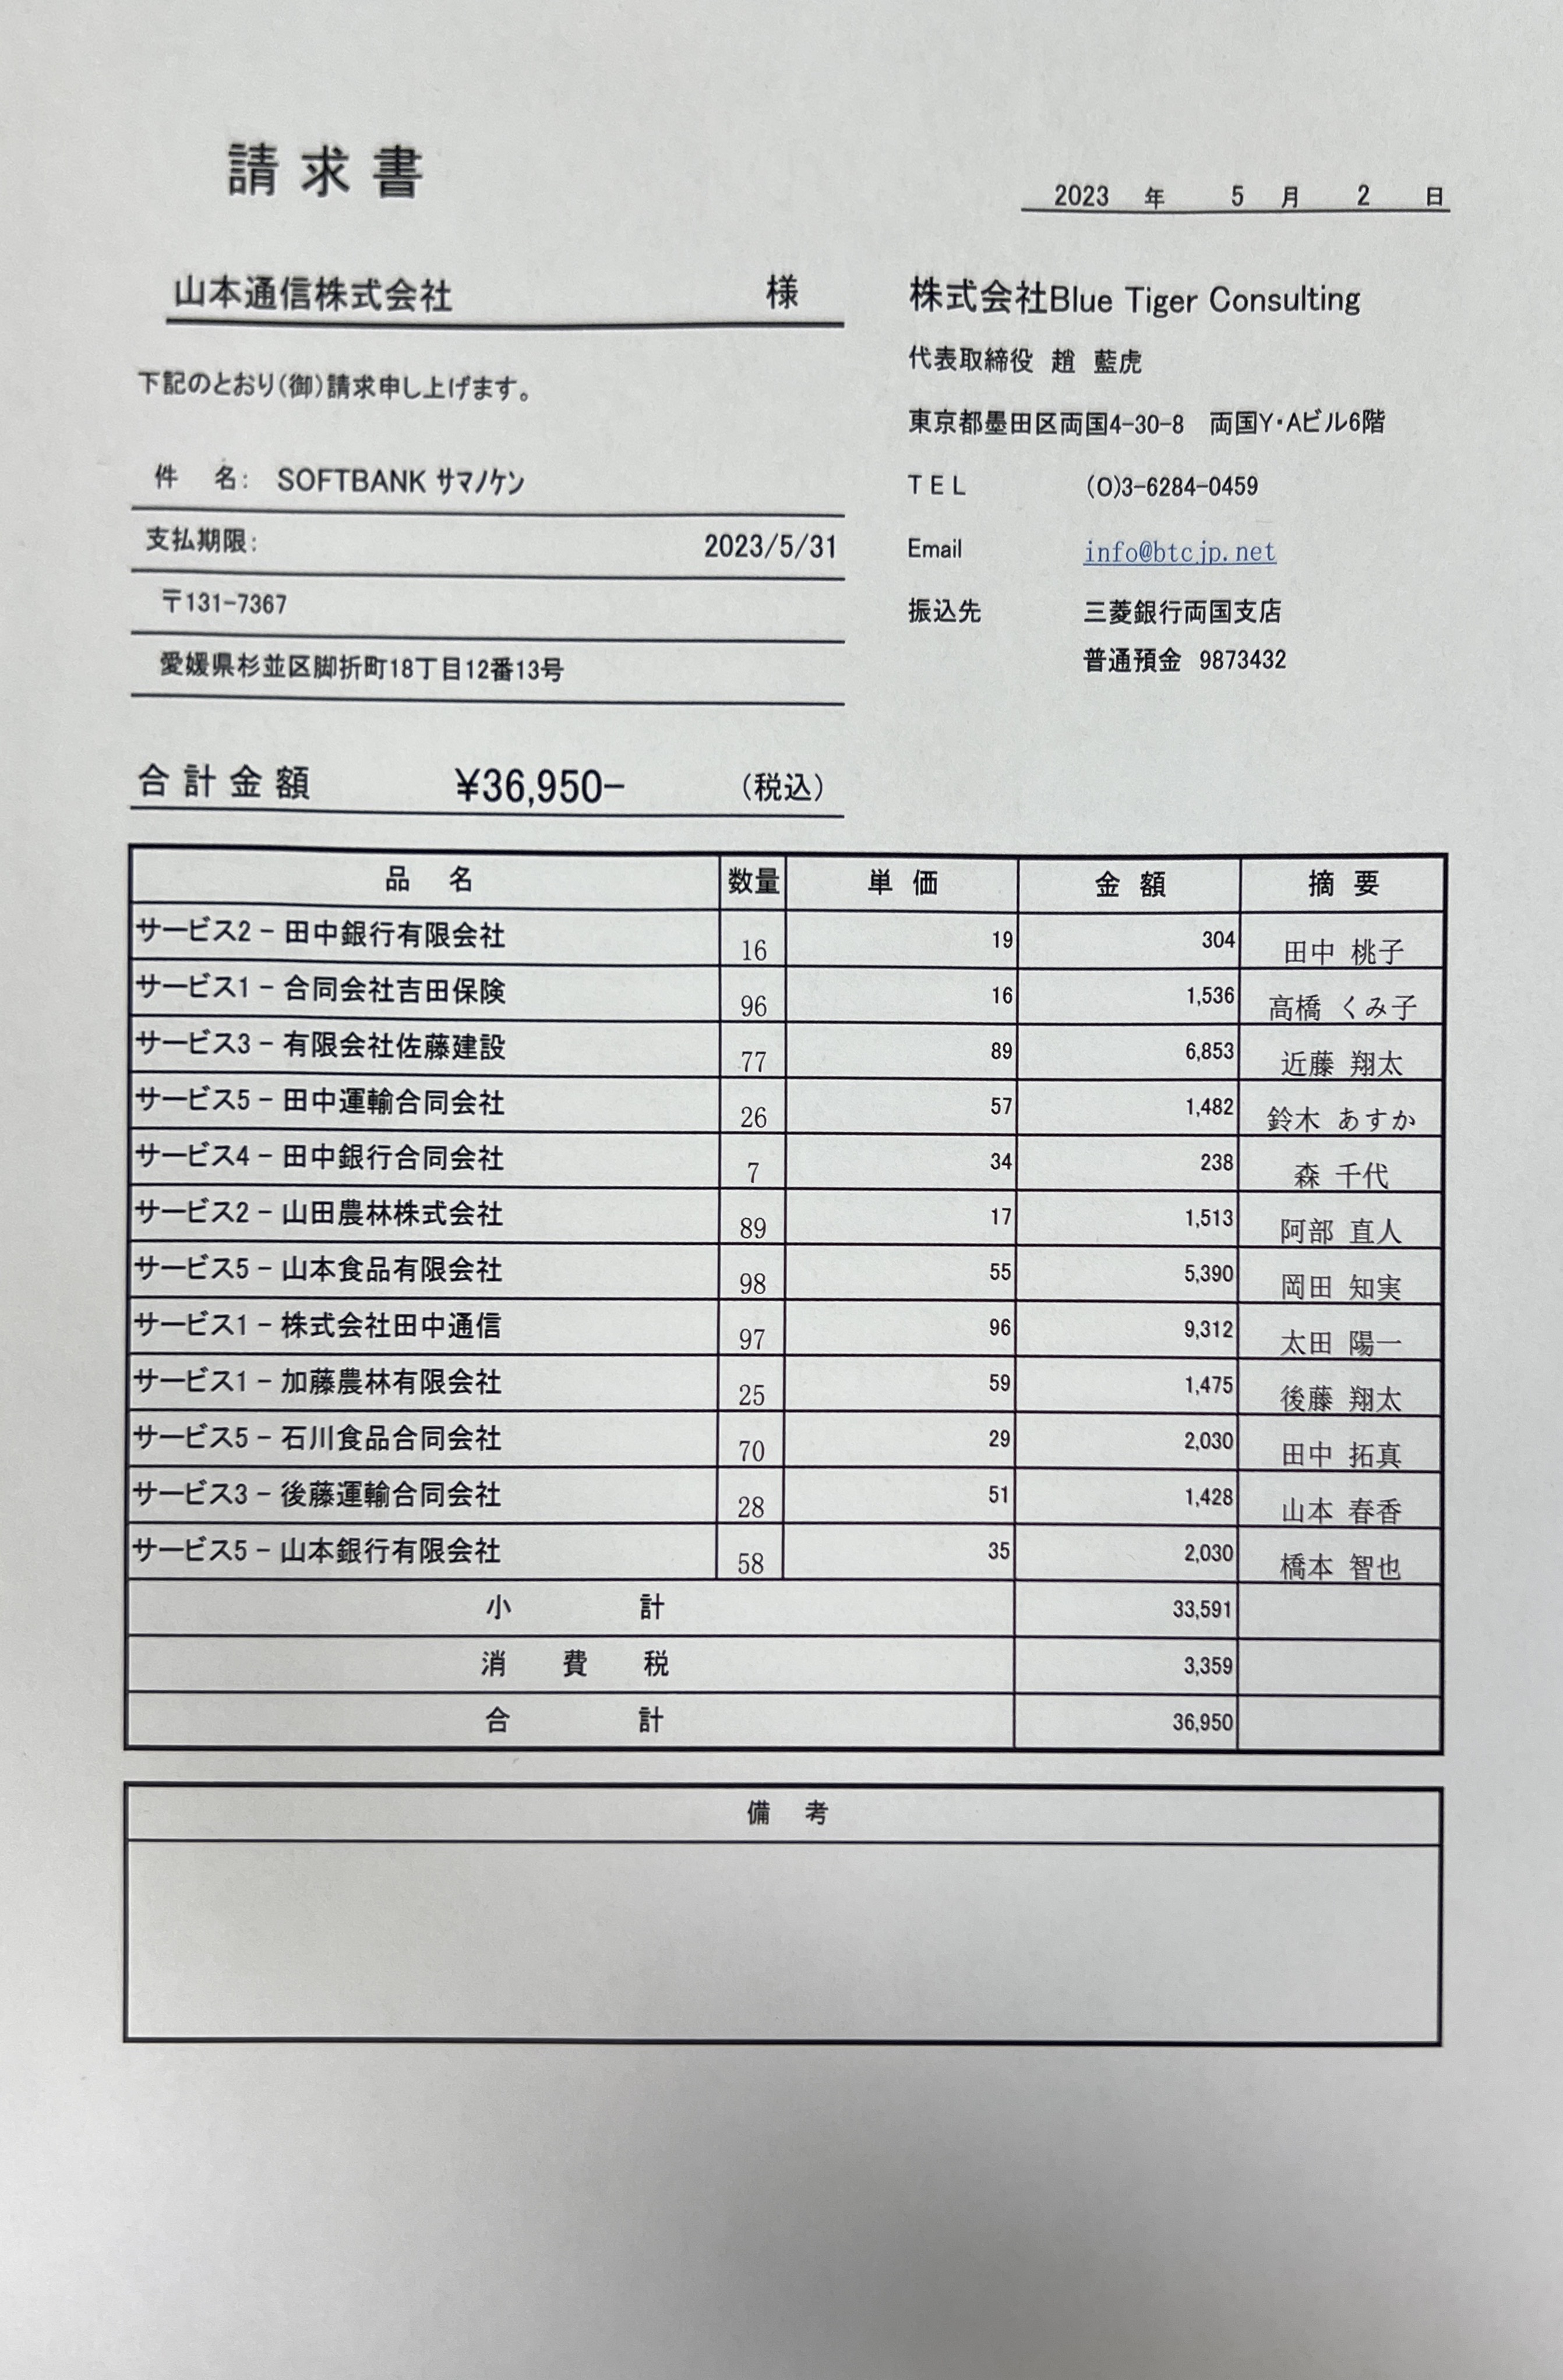 請求書
2023 年 5 月 2 日
山本通信株式会社 様
下記のとおり(御)請求申し上げます。
件 名: SOFTBANK サマノケン
支払期限: 2023/5/31
〒131-7367
愛媛県杉並区脚折町18丁目12番13号
株式会社Blue Tiger Consulting
代表取締役 趙 藍虎
東京都墨田区両国4-30-8 両国Y・Aビル6階
TEL (0)3-6284-0459
Email info@btcjp.net
振込先 三菱銀行両国支店
普通預金 9873432
合計金額 ¥36,950- (税込)
品名 数量 単価 金額 摘要
サービス2 - 田中銀行有限会社 16 19 304 田中 桃子
サービス1 - 合同会社吉田保険 96 16 1,536 高橋 くみ子
サービス3 - 有限会社佐藤建設 77 89 6,853 近藤 翔太
サービス5 - 田中運輸合同会社 26 57 1,482 鈴木 あすか
サービス4 - 田中銀行合同会社 7 34 238 森 千代
サービス2 - 山田農林株式会社 89 17 1,513 阿部 直人
サービス5 - 山本食品有限会社 98 55 5,390 岡田 知実
サービス1 - 株式会社田中通信 97 96 9,312 太田 陽一
サービス1 - 加藤農林有限会社 25 59 1,475 後藤 翔太
サービス5 - 石川食品合同会社 70 29 2,030 田中 拓真
サービス3 - 後藤運輸合同会社 28 51 1,428 山本 春香
サービス5 - 山本銀行有限会社 58 35 2,030 橋本 智也
小計 33,591
消費税 3,359
合計 36,950
備考